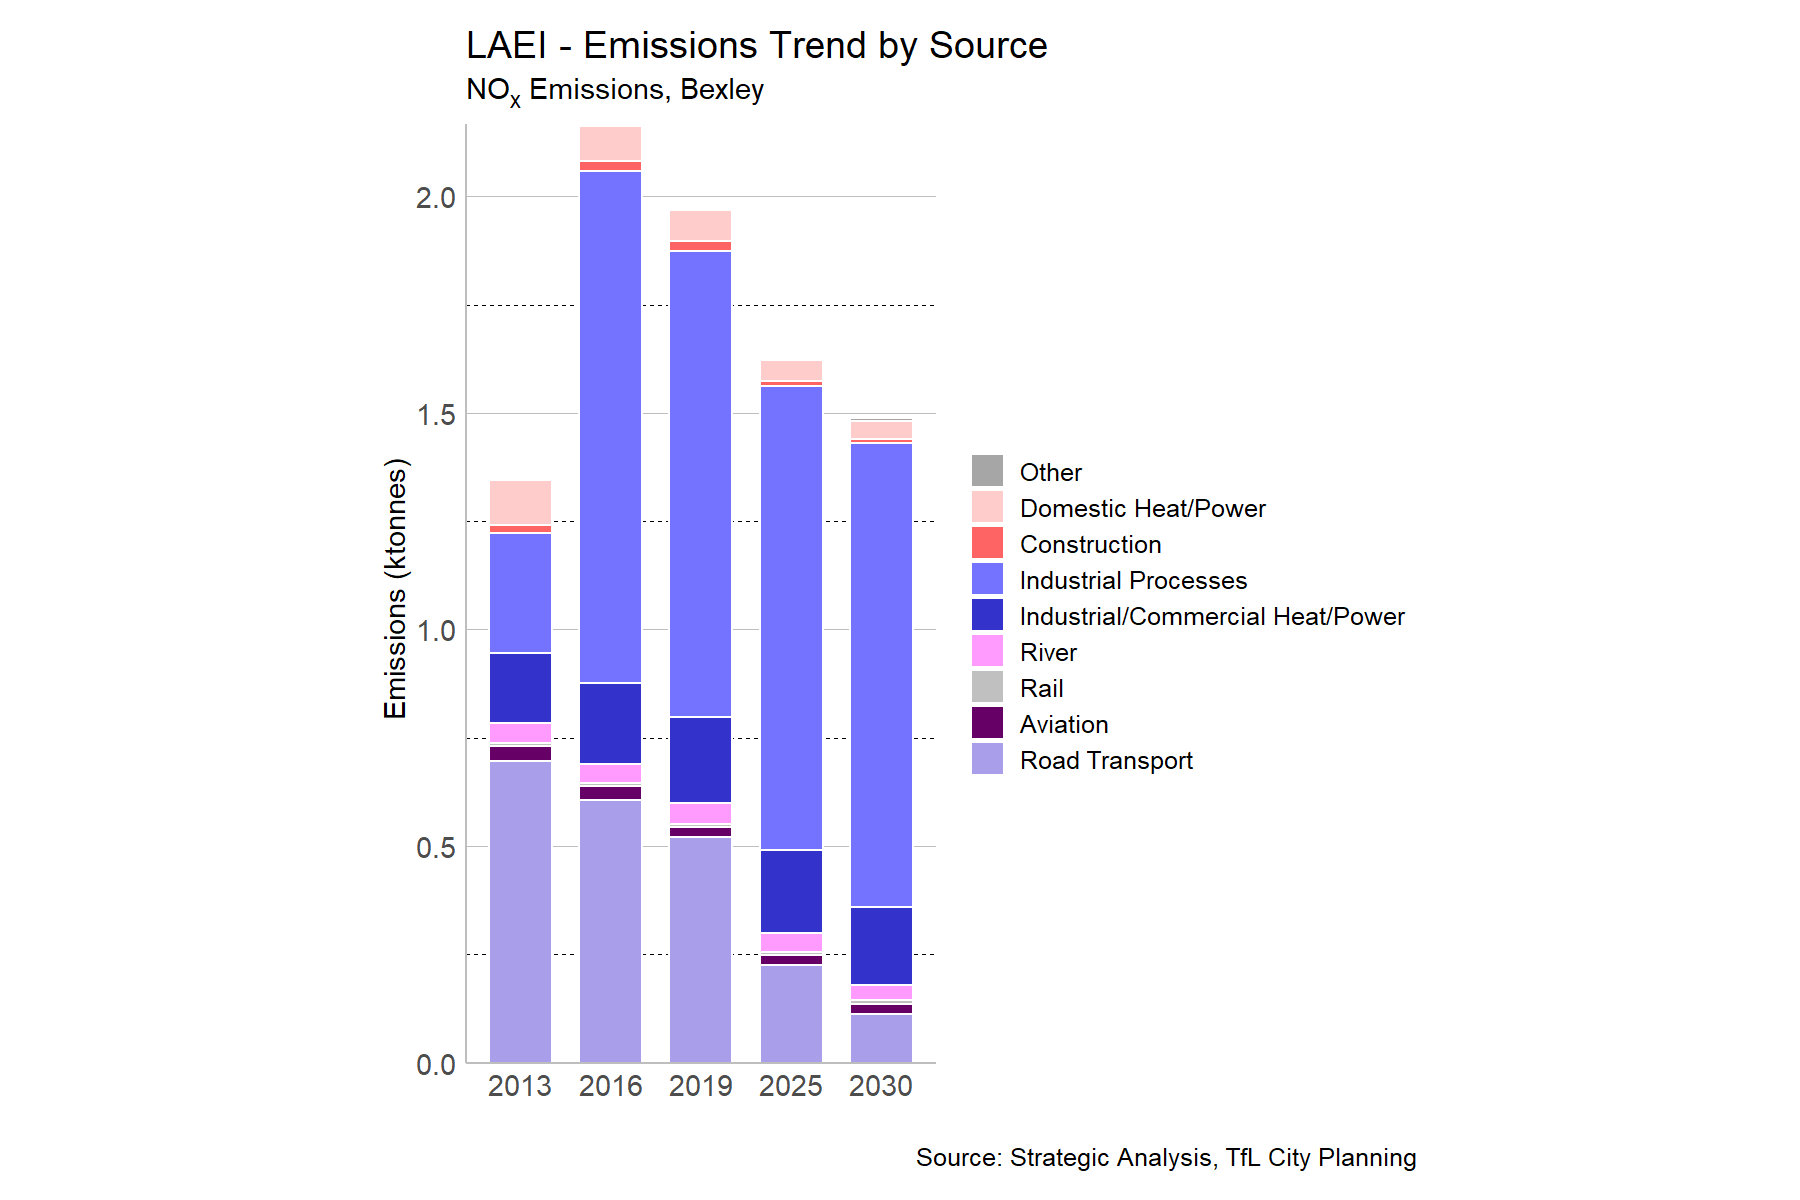 LAEI - Emissions Trend by Source
NOx Emissions, Bexley
Emissions (ktonnes)
2.0
1.5
1.0
0.5
0.0
2013 2016 2019 2025 2030
Other
Domestic Heat/Power
Construction
Industrial Processes
Industrial/Commercial Heat/Power
River
Rail
Aviation
Road Transport
Source: Strategic Analysis, TfL City Planning